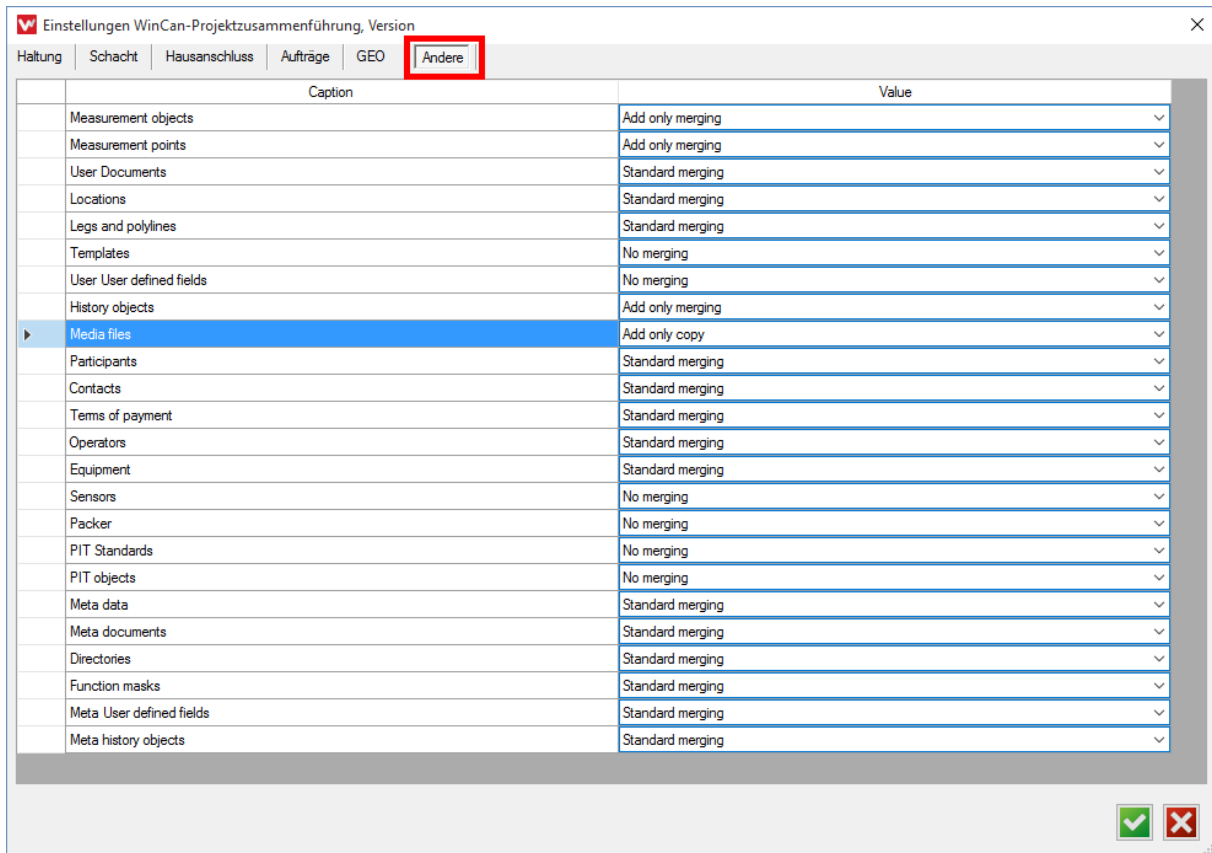 Einstellungen WinCan-Projektzusammenführung, Version
Haltung Schacht Hausanschluss Aufträge GEO Andere
Caption Value
Measurement objects Add only merging
Measurement points Add only merging
User Documents Standard merging
Locations Standard merging
Legs and polylines Standard merging
Templates No merging
User User defined fields No merging
History objects Add only merging
Media files Add only copy
Participants Standard merging
Contacts Standard merging
Terms of payment Standard merging
Operators Standard merging
Equipment Standard merging
Sensors No merging
Packer No merging
PIT Standards No merging
PIT objects No merging
Meta data Standard merging
Meta documents Standard merging
Directories Standard merging
Function masks Standard merging
Meta User defined fields Standard merging
Meta history objects Standard merging